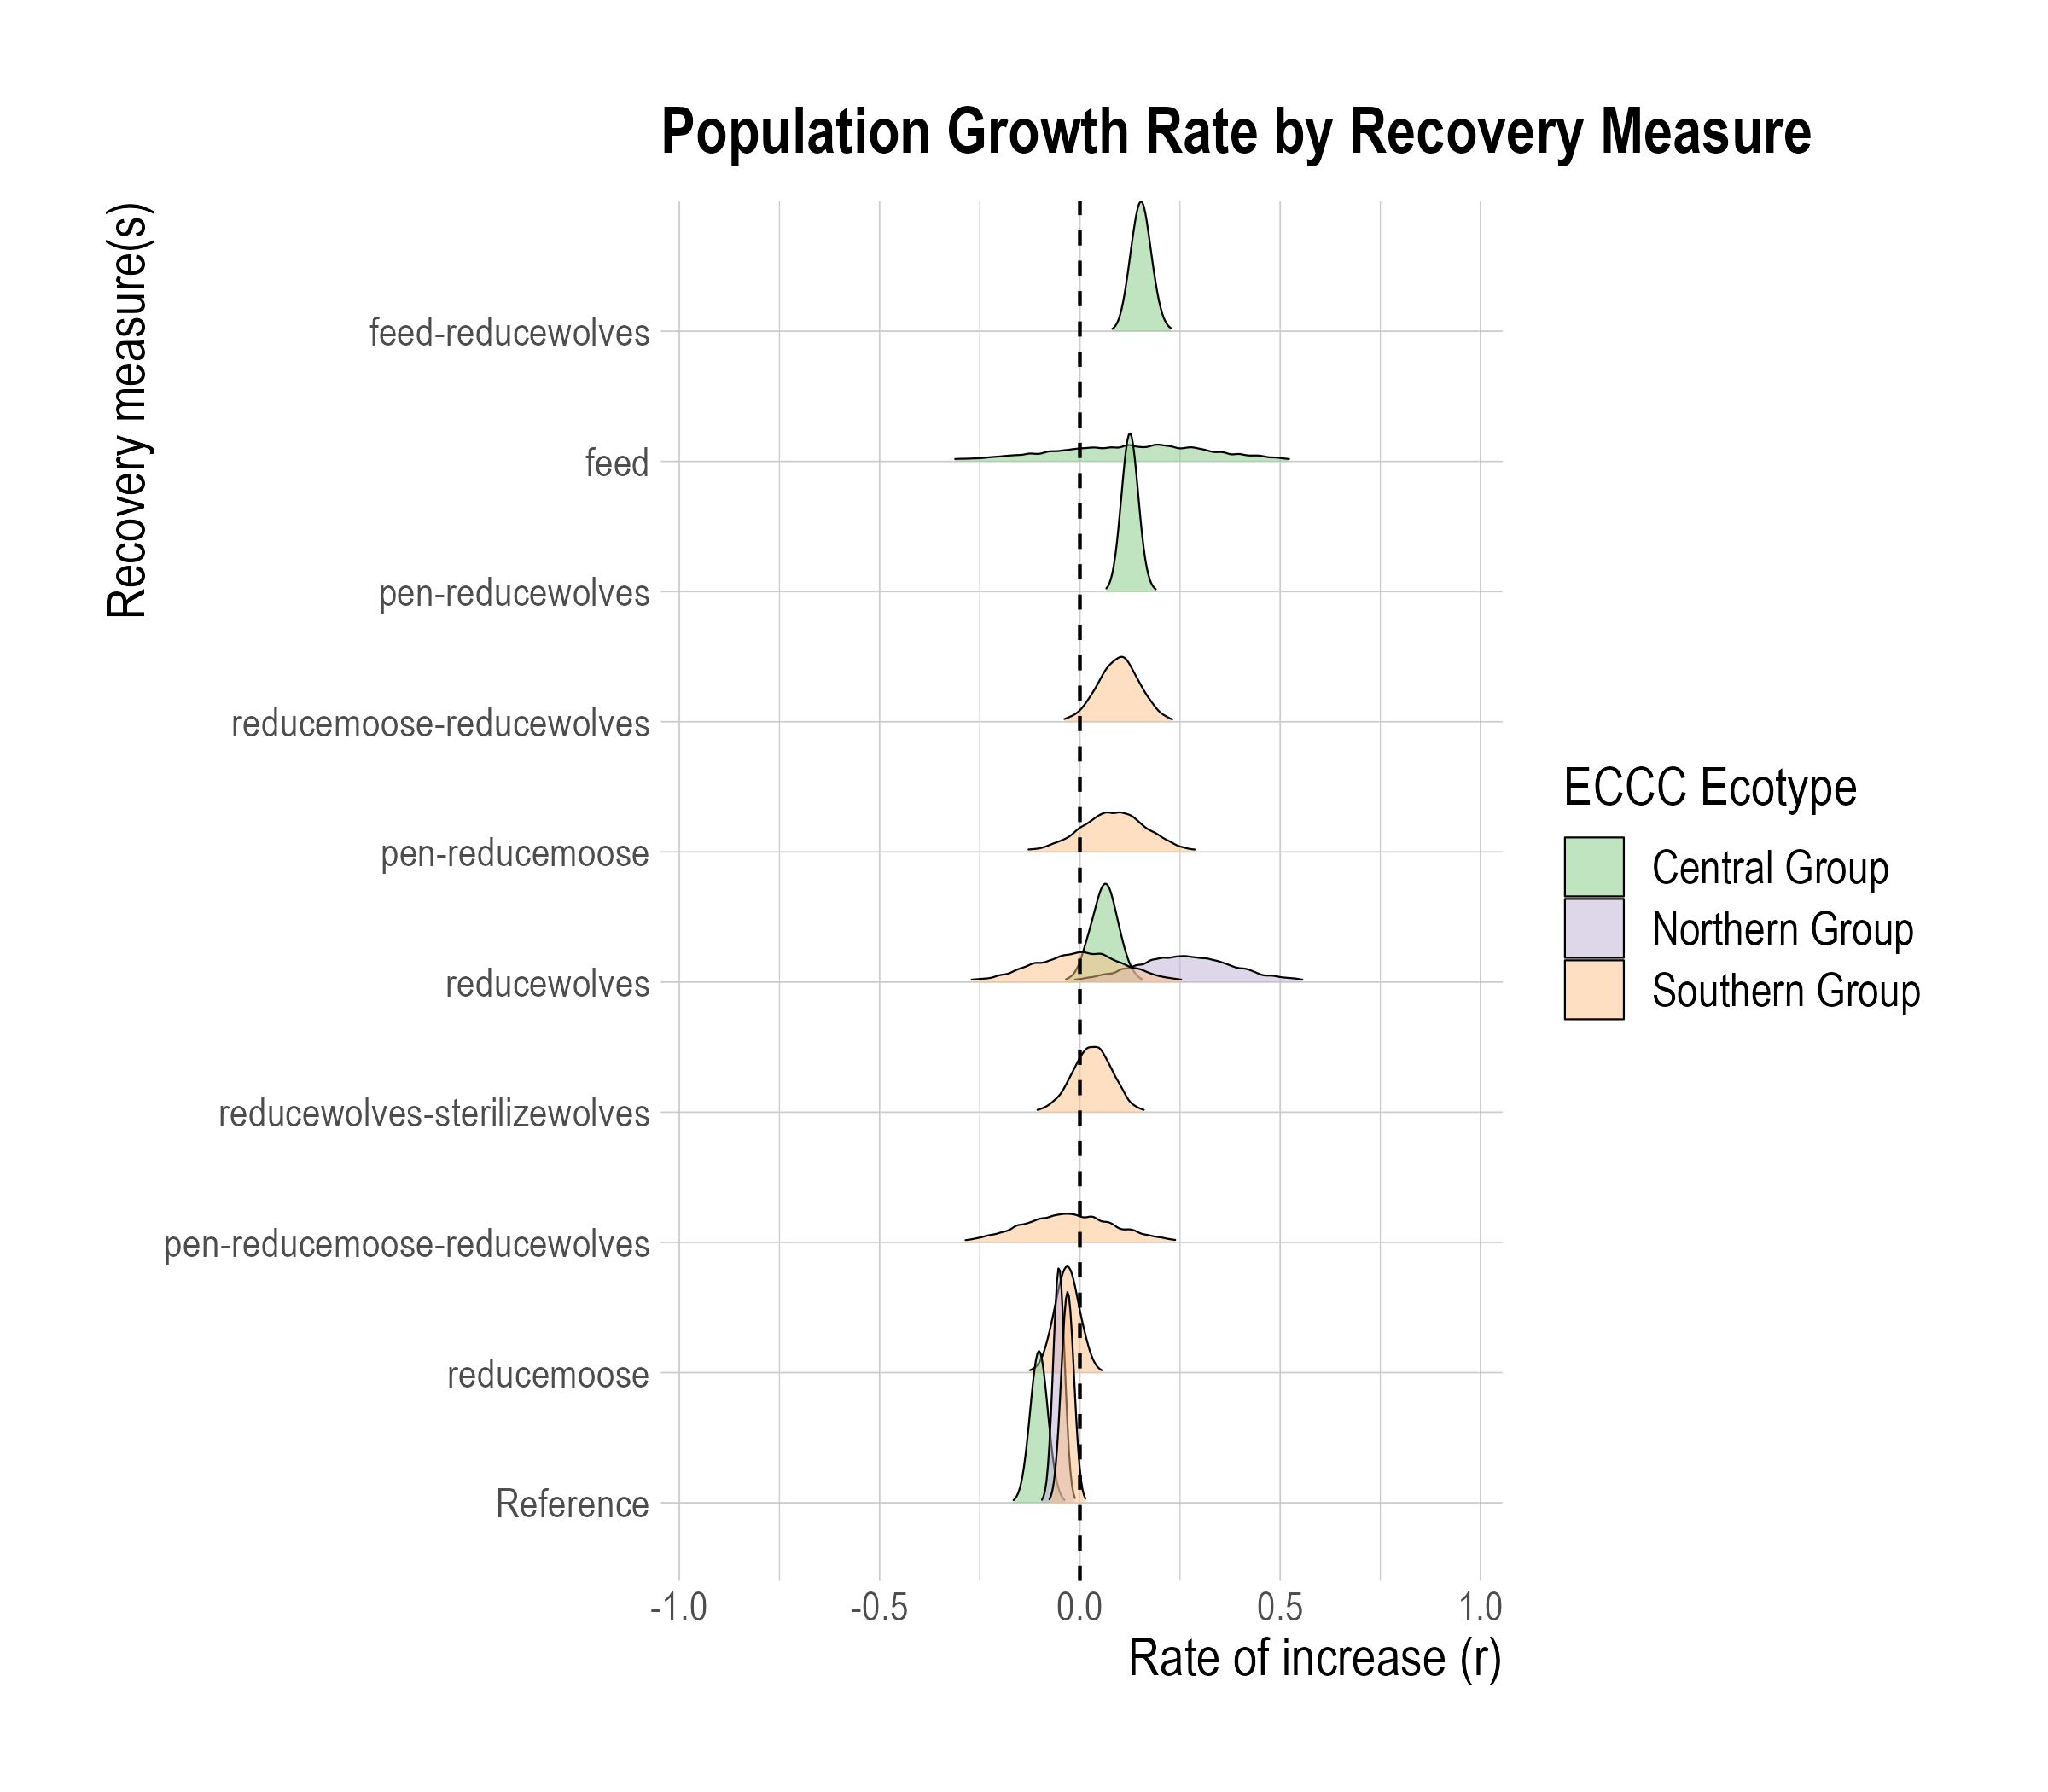 Population Growth Rate by Recovery Measure
Recovery measure(s)
feed-reducewolves
feed
pen-reducewolves
reducemoose-reducewolves
pen-reducemoose
reducewolves
reducewolves-sterilizewolves
pen-reducemoose-reducewolves
reducemoose
Reference
-1.0 -0.5 0.0 0.5 1.0
Rate of increase (r)
ECCC Ecotype
Central Group
Northern Group
Southern Group